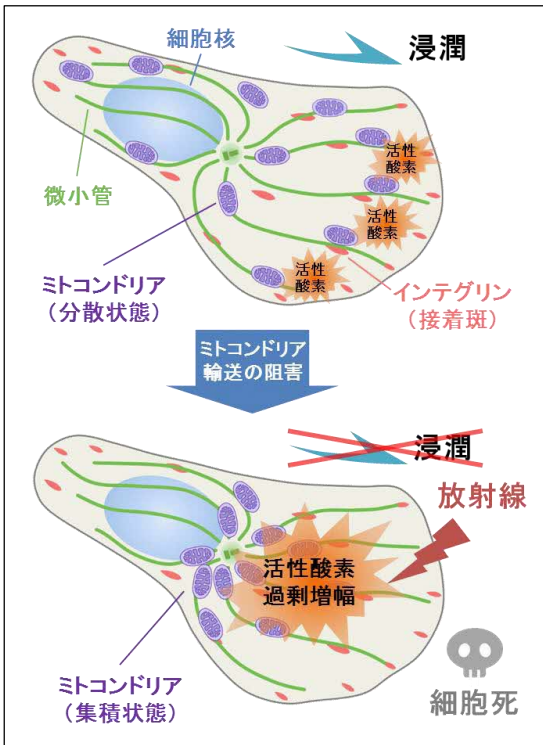 細胞核
浸潤
微小管
活性
酸素
活性
酸素
活性
酸素
ミトコンドリア
（分散状態）
インテグリン
（接着斑）
ミトコンドリア
輸送の阻害
浸潤
放射線
活性酸素
過剰増幅
ミトコンドリア
（集積状態）
細胞死